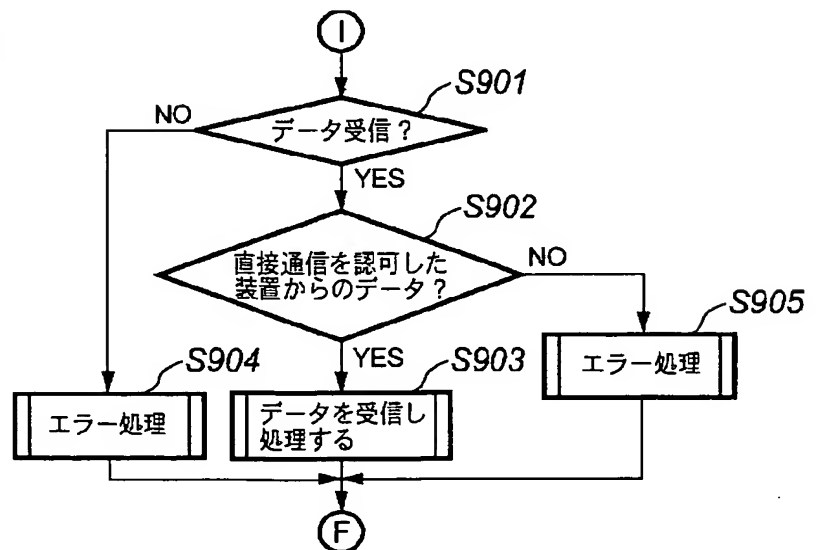 I
S901
NO
データ受信?
YES
S902
直接通信を認可した
装置からのデータ?
NO
S905
エラー処理
YES
S904
S903
エラー処理
データを受信し
処理する
F